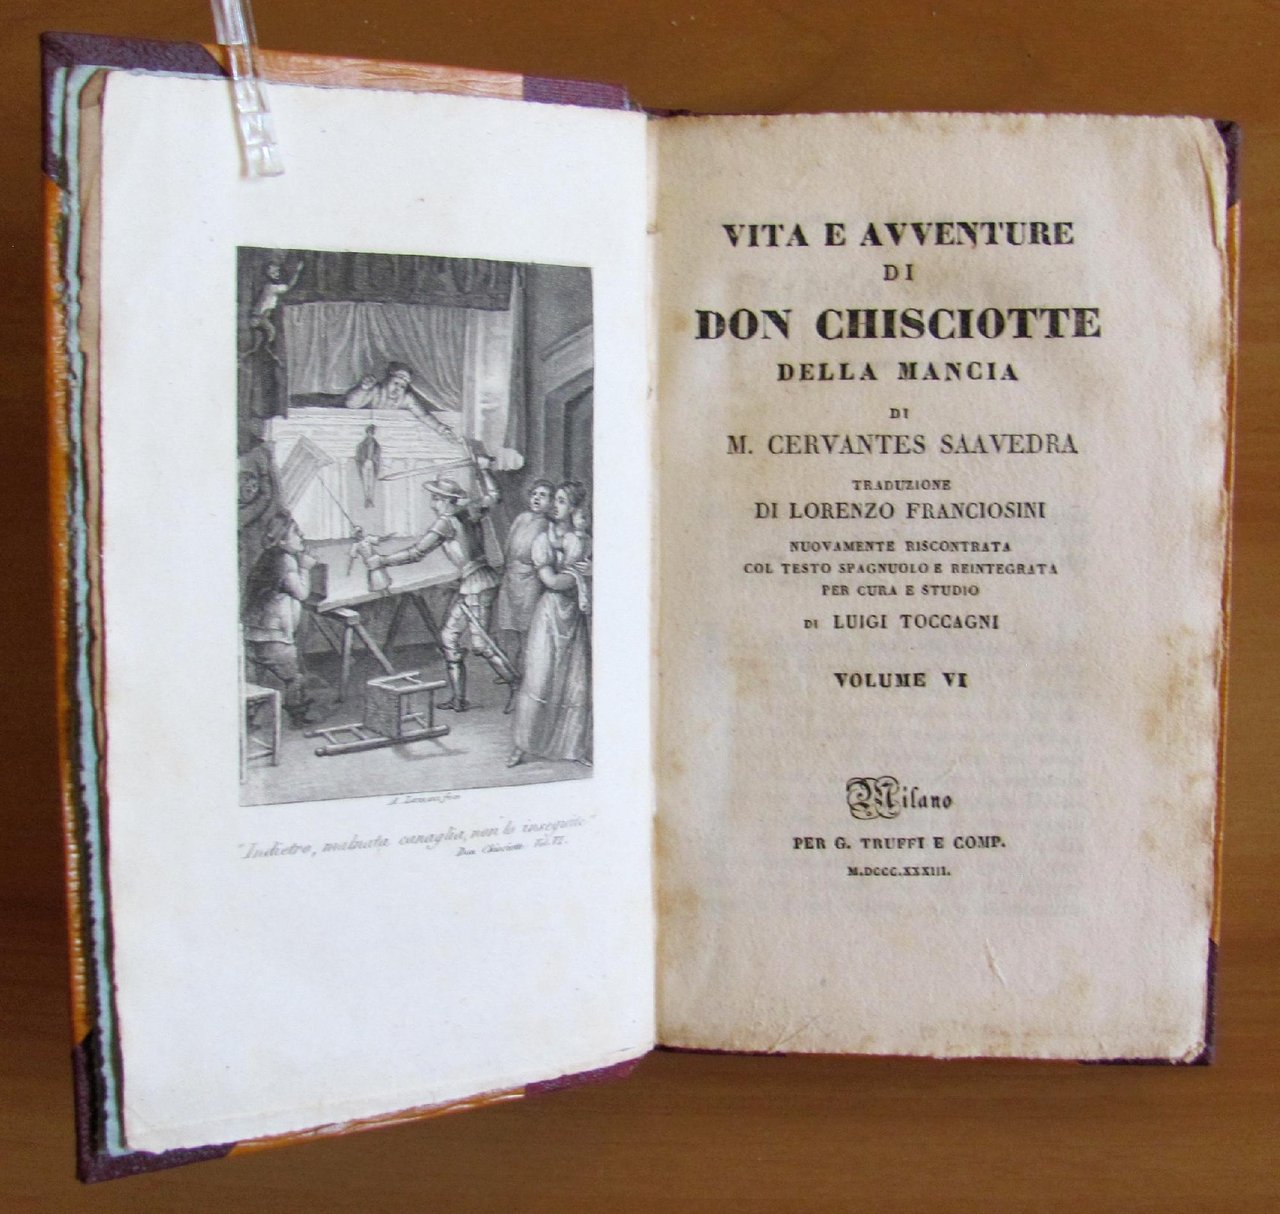 "Indietro, malnata canaglia, non lo inseguite"
Don Chisciotte Vol. VI.
VITA E AVVENTURE
DI
DON CHISCIOTTE
DELLA MANCIA
DI
M. CERVANTES SAAVEDRA
TRADUZIONE
DI LORENZO FRANCIOSINI
NUOVAMENTE RISCONTRATA
COL TESTO SPAGNUOLO E REINTEGRATA
PER CURA E STUDIO
DI LUIGI TOCCAGNI
VOLUME VI
Milano
PER G. TRUFFI E COMP.
M.DCCC.XXXIII.